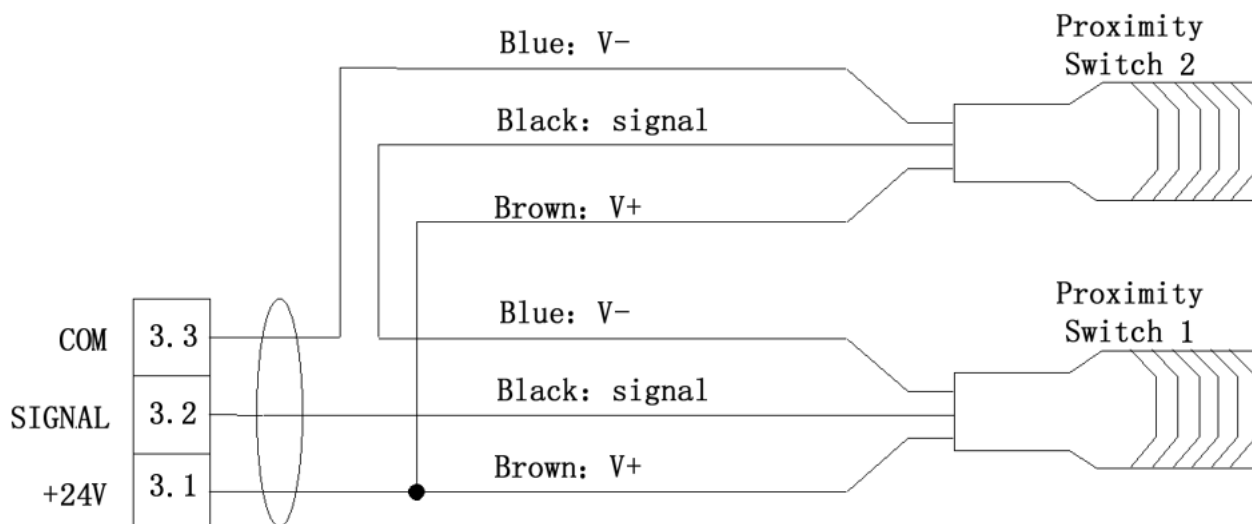 Blue: V-
Proximity
Switch 2
Black: signal
Brown: V+
Blue: V-
Proximity
Switch 1
COM 3.3
Black: signal
SIGNAL 3.2
Brown: V+
+24V 3.1